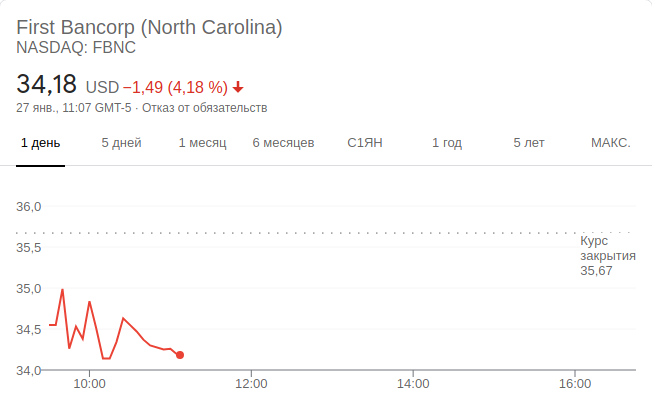 First Bancorp (North Carolina)
NASDAQ: FBNC
34,18 USD −1,49 (4,18 %)
27 янв., 11:07 GMT-5 · Отказ от обязательств
1 день 5 дней 1 месяц 6 месяцев С1ЯН 1 год 5 лет МАКС.
36,0
35,5
35,0
34,5
34,0
Курс
закрытия
35,67
10:00 12:00 14:00 16:00